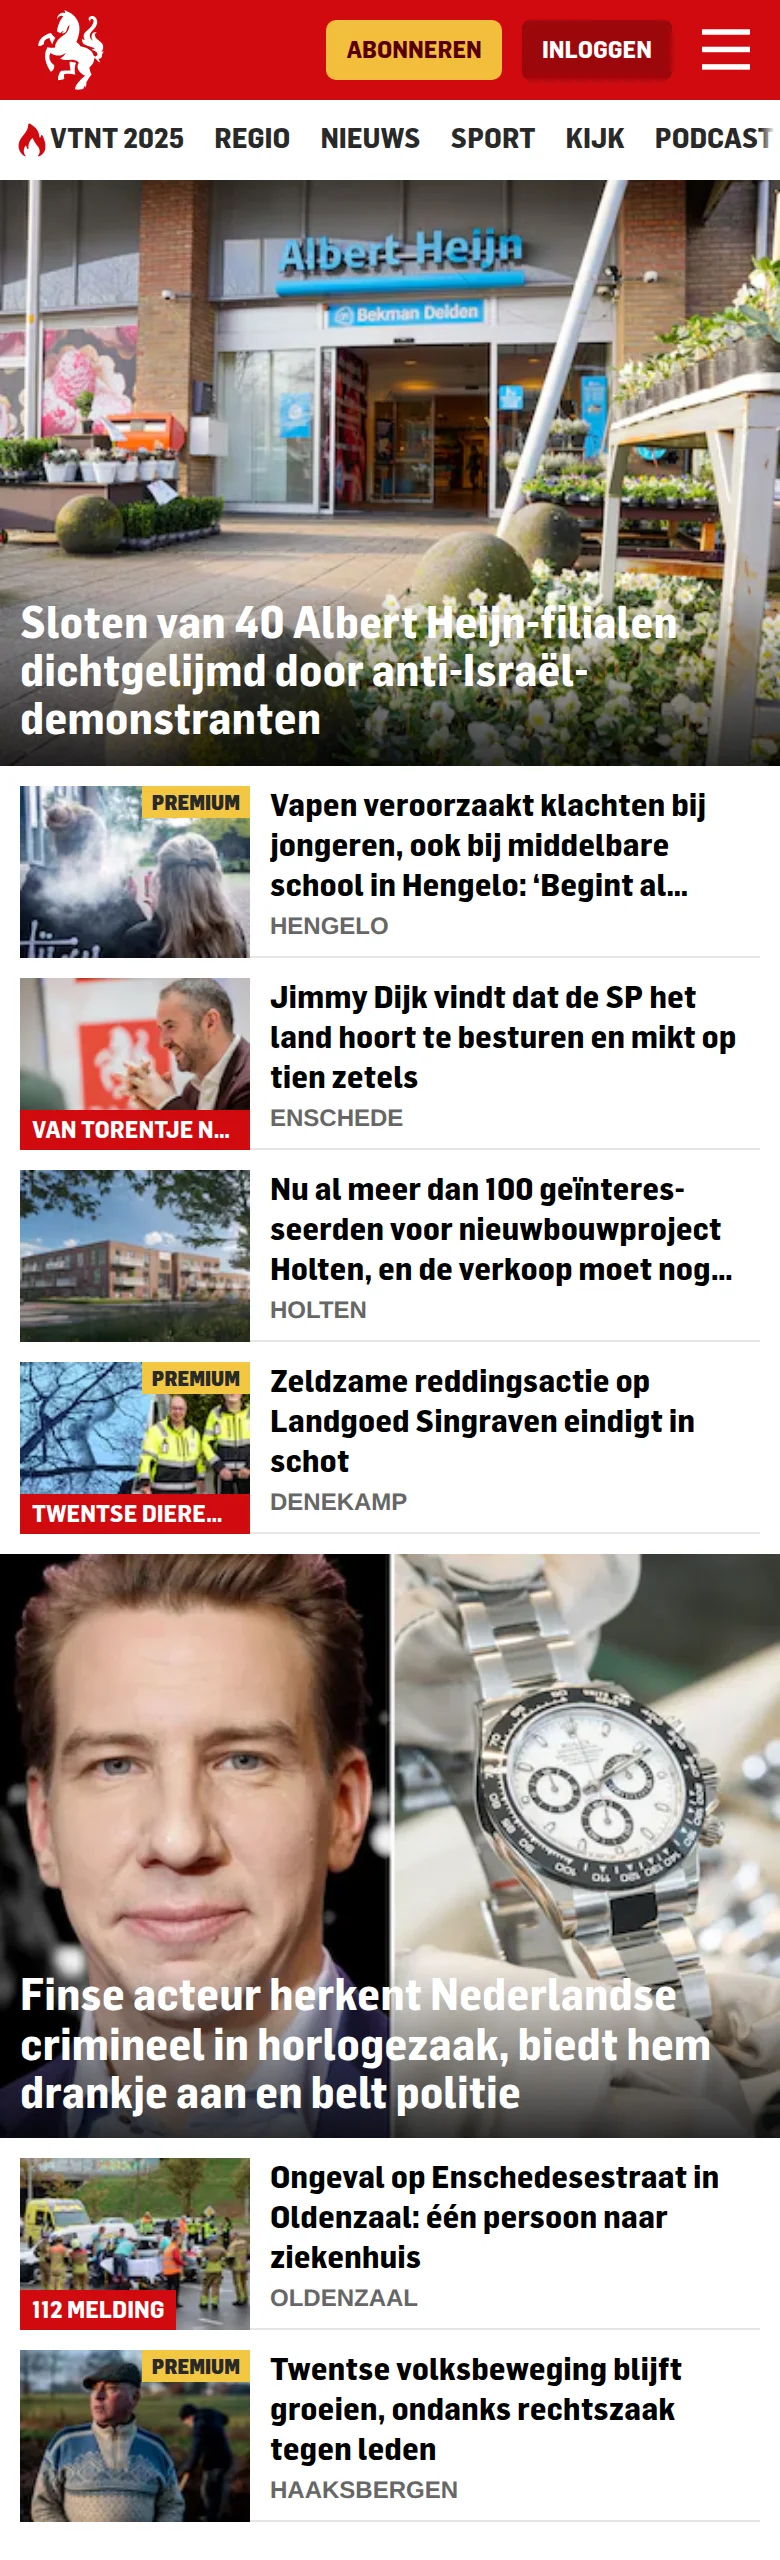 ABONNEREN
INLOGGEN
VTNT 2025 REGIO NIEUWS SPORT KIJK PODCAST
Albert Heijn
Bekman Delden
Sloten van 40 Albert Heijn-filialen
dichtgelijmd door anti-Israël-
demonstranten
PREMIUM
Vapen veroorzaakt klachten bij
jongeren, ook bij middelbare
school in Hengelo: ‘Begint al...
HENGELO
VAN TORENTJE N...
Jimmy Dijk vindt dat de SP het
land hoort te besturen en mikt op
tien zetels
ENSCHEDE
Nu al meer dan 100 geïnteres-
seerden voor nieuwbouwproject
Holten, en de verkoop moet nog...
HOLTEN
PREMIUM
TWENTSE DIERE...
Zeldzame reddingsactie op
Landgoed Singraven eindigt in
schot
DENEKAMP
Finse acteur herkent Nederlandse
crimineel in horlogezaak, biedt hem
drankje aan en belt politie
112 MELDING
Ongeval op Enschedesestraat in
Oldenzaal: één persoon naar
ziekenhuis
OLDENZAAL
PREMIUM
Twentse volksbeweging blijft
groeien, ondanks rechtszaak
tegen leden
HAAKSBERGEN